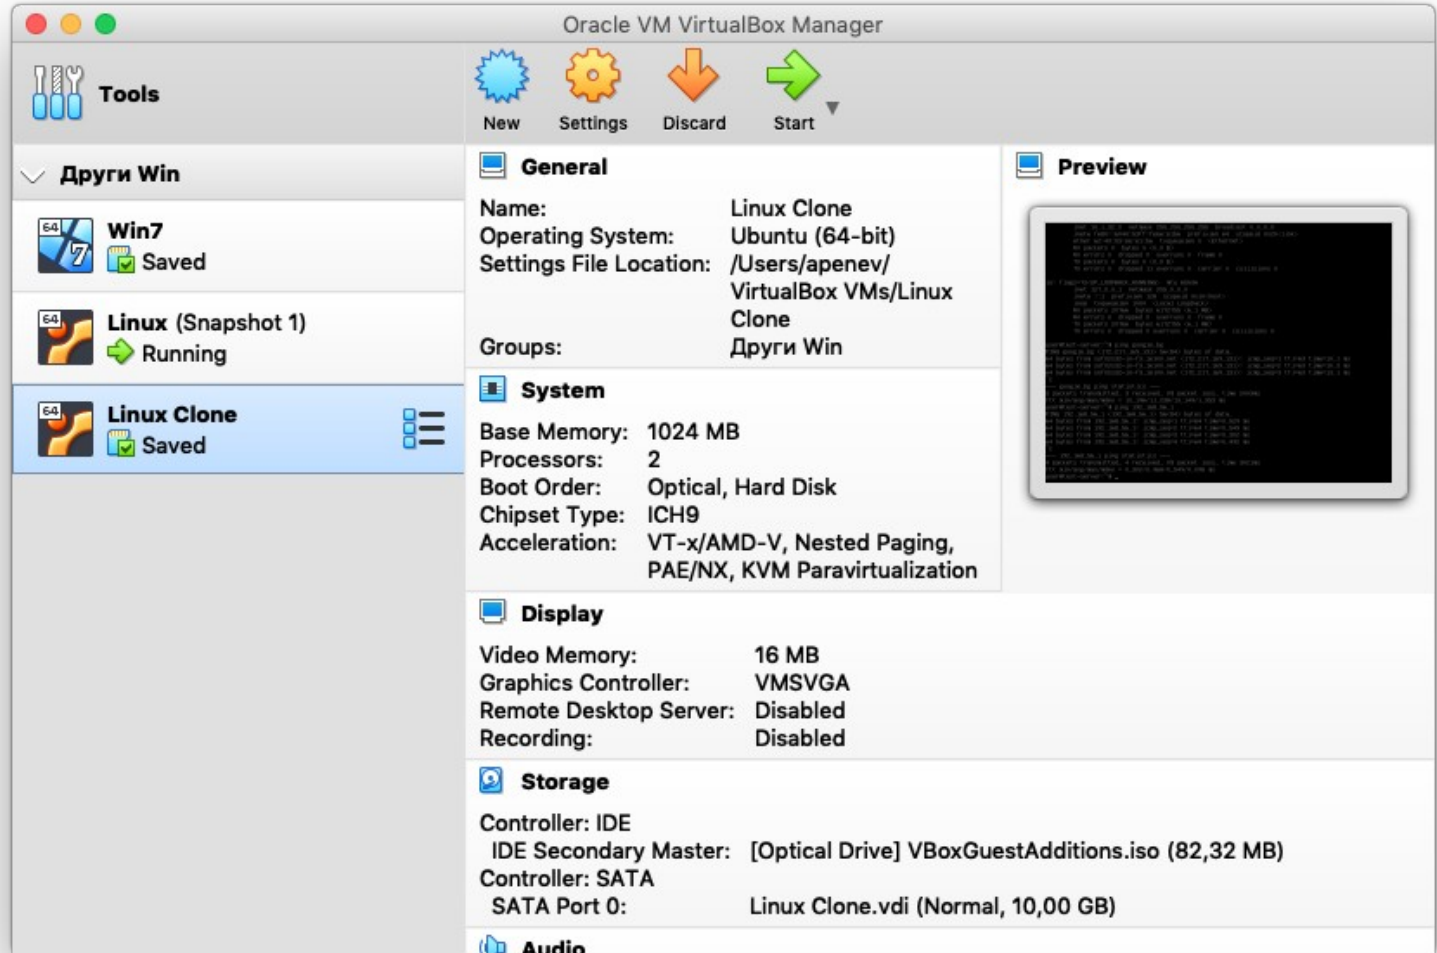 Oracle VM VirtualBox Manager
Tools
New
Settings
Discard
Start
Други Win
64
7
Win7
Saved
64
Linux (Snapshot 1)
Running
64
Linux Clone
Saved
General
Name: Linux Clone
Operating System: Ubuntu (64-bit)
Settings File Location: /Users/apenev/
VirtualBox VMs/Linux
Clone
Groups: Други Win
System
Base Memory: 1024 MB
Processors: 2
Boot Order: Optical, Hard Disk
Chipset Type: ICH9
Acceleration: VT-x/AMD-V, Nested Paging,
PAE/NX, KVM Paravirtualization
Preview
Display
Video Memory: 16 MB
Graphics Controller: VMSVGA
Remote Desktop Server: Disabled
Recording: Disabled
Storage
Controller: IDE
IDE Secondary Master: [Optical Drive] VBoxGuestAdditions.iso (82,32 MB)
Controller: SATA
SATA Port 0: Linux Clone.vdi (Normal, 10,00 GB)
Audio